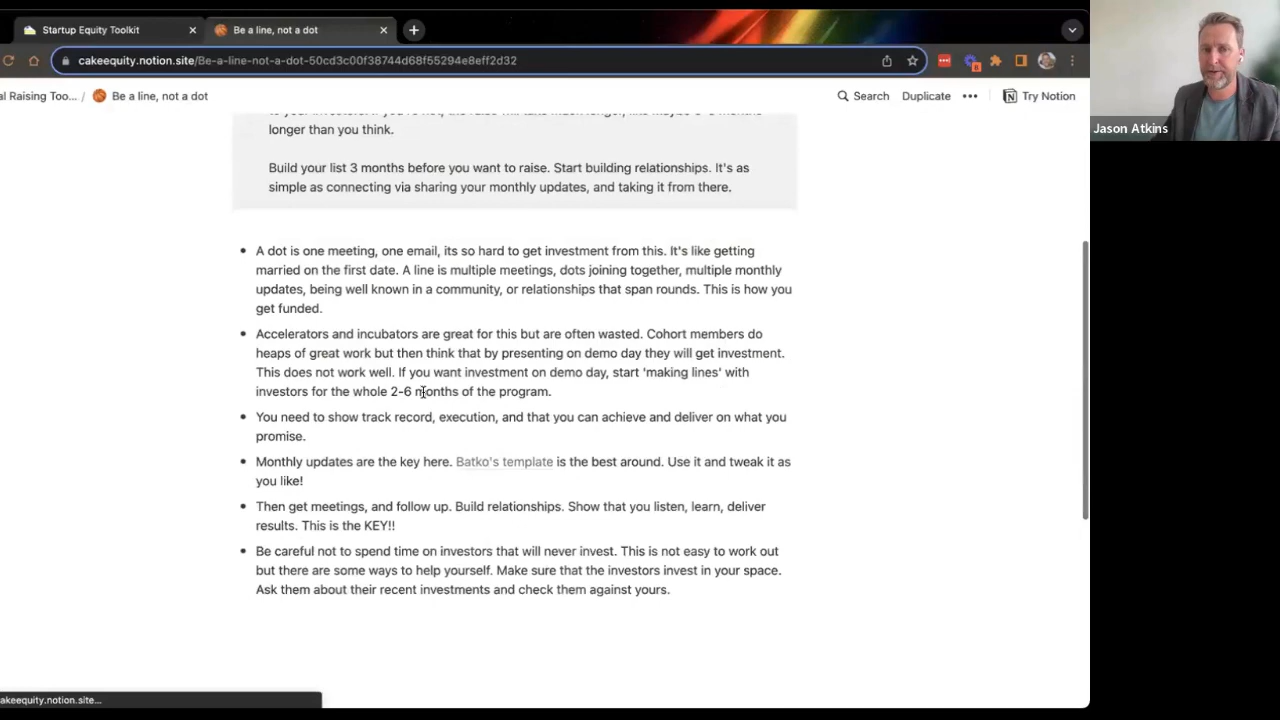 Startup Equity Toolkit
Be a line, not a dot
cakeequity.notion.site/Be-a-line-not-a-dot-50cd3c00f38744d68f55294e8eff2d32
al Raising Too... / Be a line, not a dot
Search Duplicate ••• Try Notion
Jason Atkins
longer than you think.
Build your list 3 months before you want to raise. Start building relationships. It's as
simple as connecting via sharing your monthly updates, and taking it from there.
• A dot is one meeting, one email, its so hard to get investment from this. It's like getting
married on the first date. A line is multiple meetings, dots joining together, multiple monthly
updates, being well known in a community, or relationships that span rounds. This is how you
get funded.
• Accelerators and incubators are great for this but are often wasted. Cohort members do
heaps of great work but then think that by presenting on demo day they will get investment.
This does not work well. If you want investment on demo day, start 'making lines' with
investors for the whole 2-6 months of the program.
• You need to show track record, execution, and that you can achieve and deliver on what you
promise.
• Monthly updates are the key here. Batko's template is the best around. Use it and tweak it as
you like!
• Then get meetings, and follow up. Build relationships. Show that you listen, learn, deliver
results. This is the KEY!!
• Be careful not to spend time on investors that will never invest. This is not easy to work out
but there are some ways to help yourself. Make sure that the investors invest in your space.
Ask them about their recent investments and check them against yours.
akeequity.notion.site...